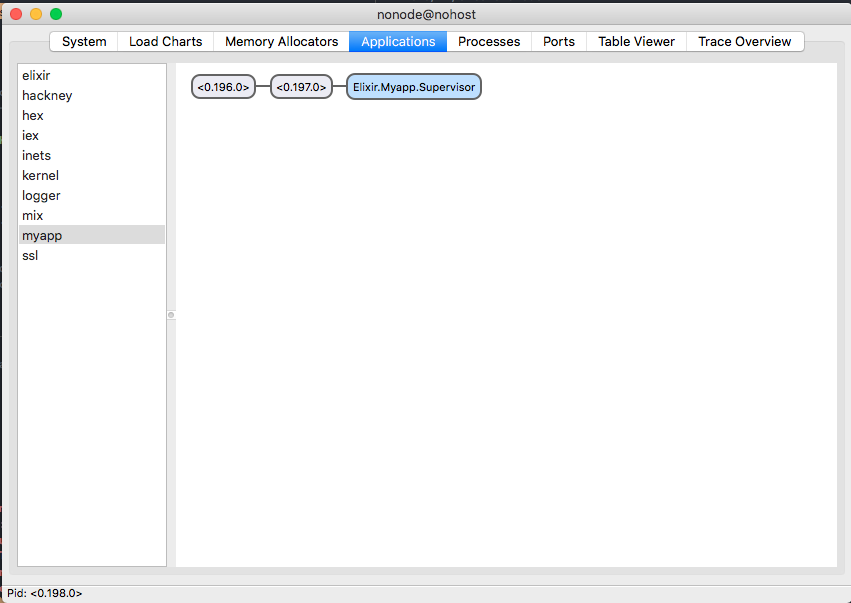 nonode@nohost
System Load Charts Memory Allocators Applications Processes Ports Table Viewer Trace Overview
elixir
hackney
hex
iex
inets
kernel
logger
mix
myapp
ssl
<0.196.0> <0.197.0> Elixir.Myapp.Supervisor
Pid: <0.198.0>